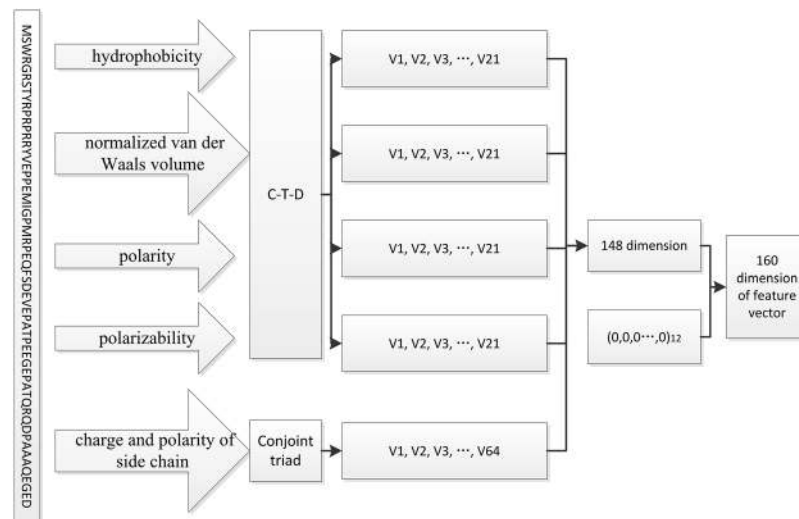 MSWRGRSTYRPRPRRYVEPPEMIGPMRPEQFSDEVEPATPEEGEPATQRQDPAAAQEGED
hydrophobicity
normalized van der
Waals volume
polarity
polarizability
charge and polarity of
side chain
C-T-D
Conjoint
triad
V1, V2, V3, ···, V21
V1, V2, V3, ···, V21
V1, V2, V3, ···, V21
V1, V2, V3, ···, V21
V1, V2, V3, ···, V64
148 dimension
(0,0,0···,0)12
160
dimension
of feature
vector